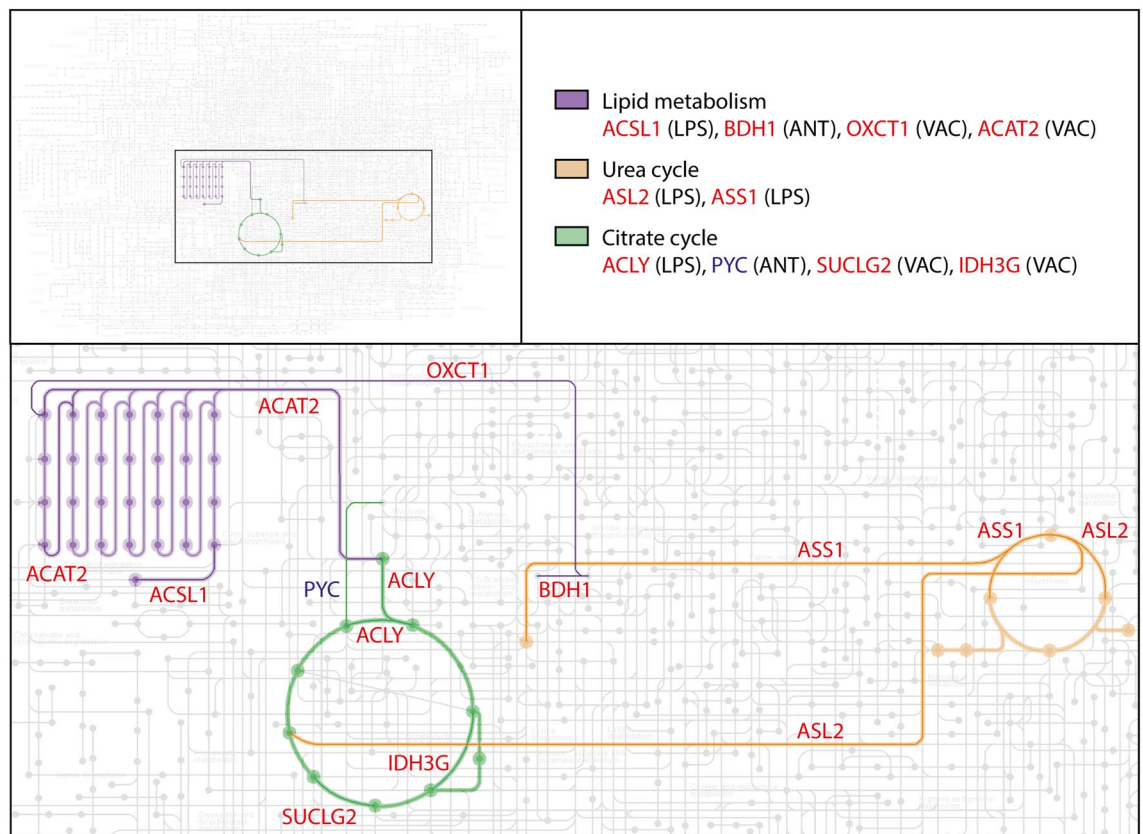 Lipid metabolism
ACSL1 (LPS), BDH1 (ANT), OXCT1 (VAC), ACAT2 (VAC)
Urea cycle
ASL2 (LPS), ASS1 (LPS)
Citrate cycle
ACLY (LPS), PYC (ANT), SUCLG2 (VAC), IDH3G (VAC)
OXCT1
ACAT2
ASS1
ASL2
ASS1
ACAT2
ACSL1
PYC
ACLY
BDH1
ACLY
ASL2
IDH3G
SUCLG2